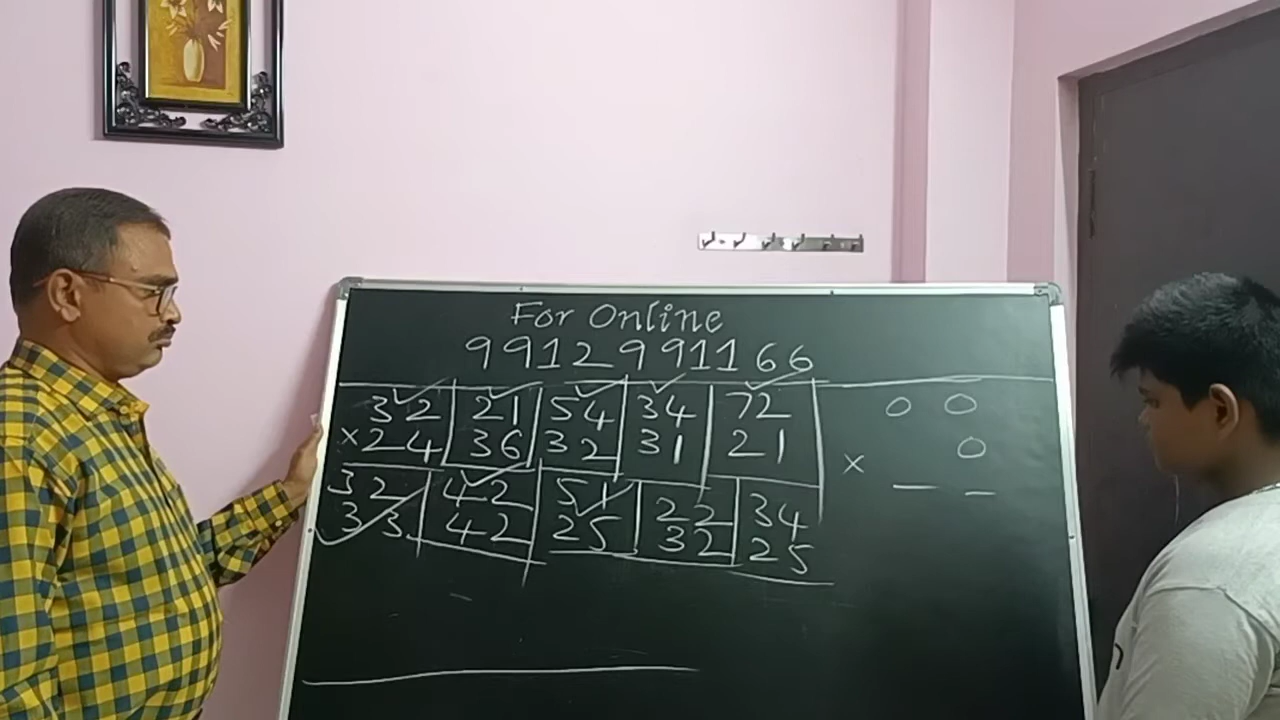 For Online
9912991166
32 21 54 34 72 0 0
×24 36 32 31 21 × 0
32 42 51 22 34
33 42 25 32 25